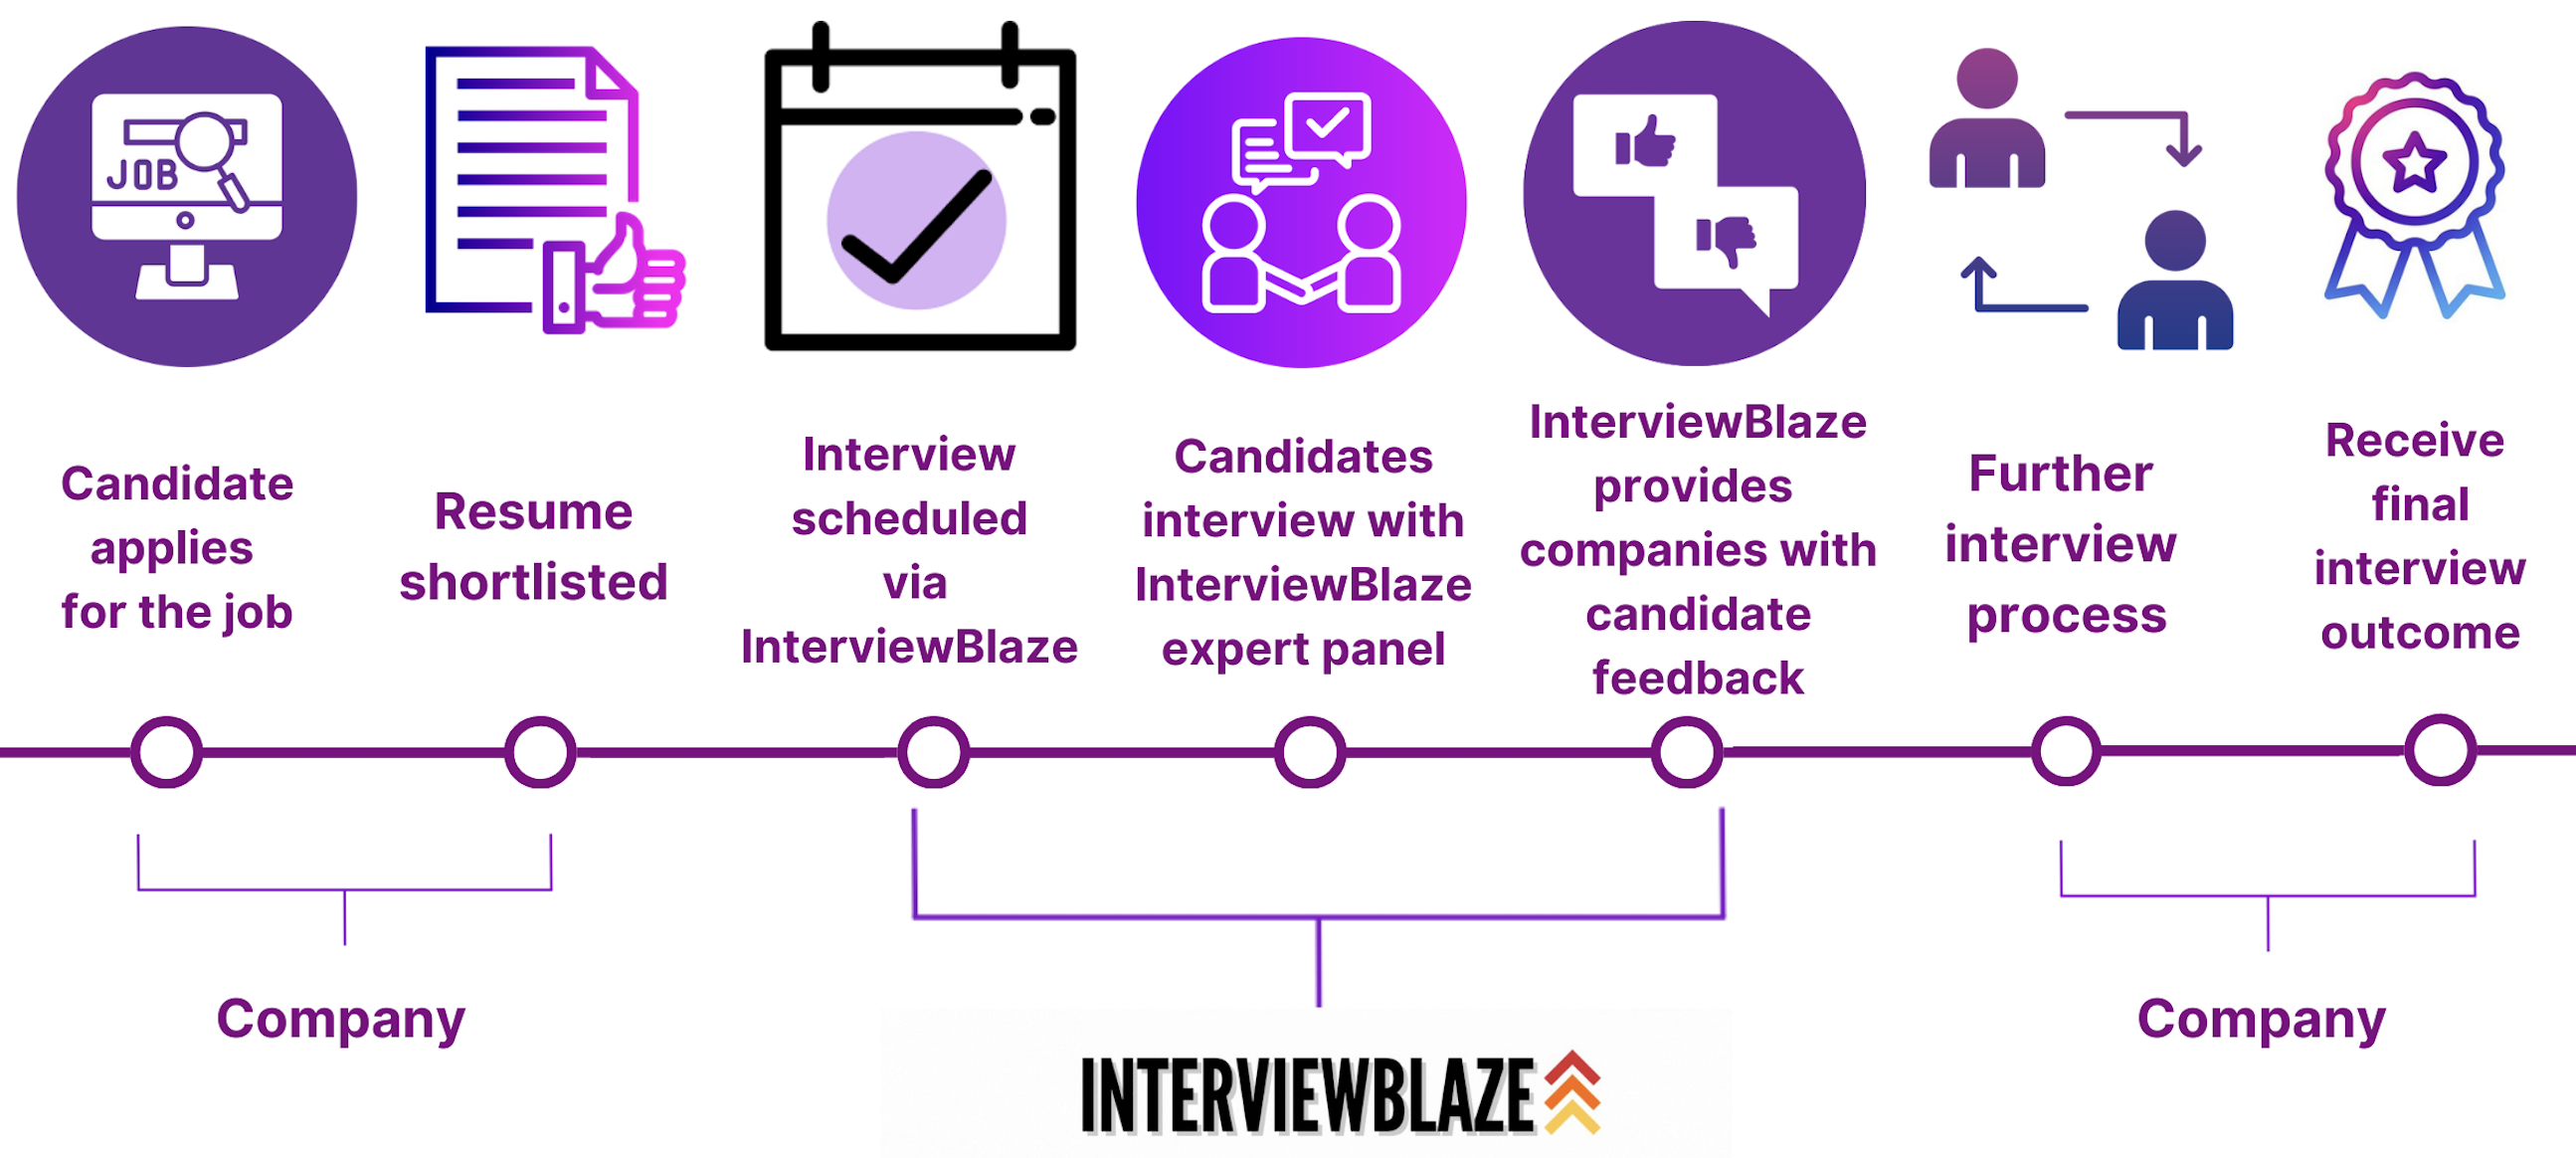 JOB
Candidate
applies
for the job
Resume
shortlisted
Interview
scheduled
via
InterviewBlaze
Candidates
interview with
InterviewBlaze
expert panel
InterviewBlaze
provides
companies with
candidate
feedback
Further
interview
process
Receive
final
interview
outcome
Company
INTERVIEWBLAZE
Company